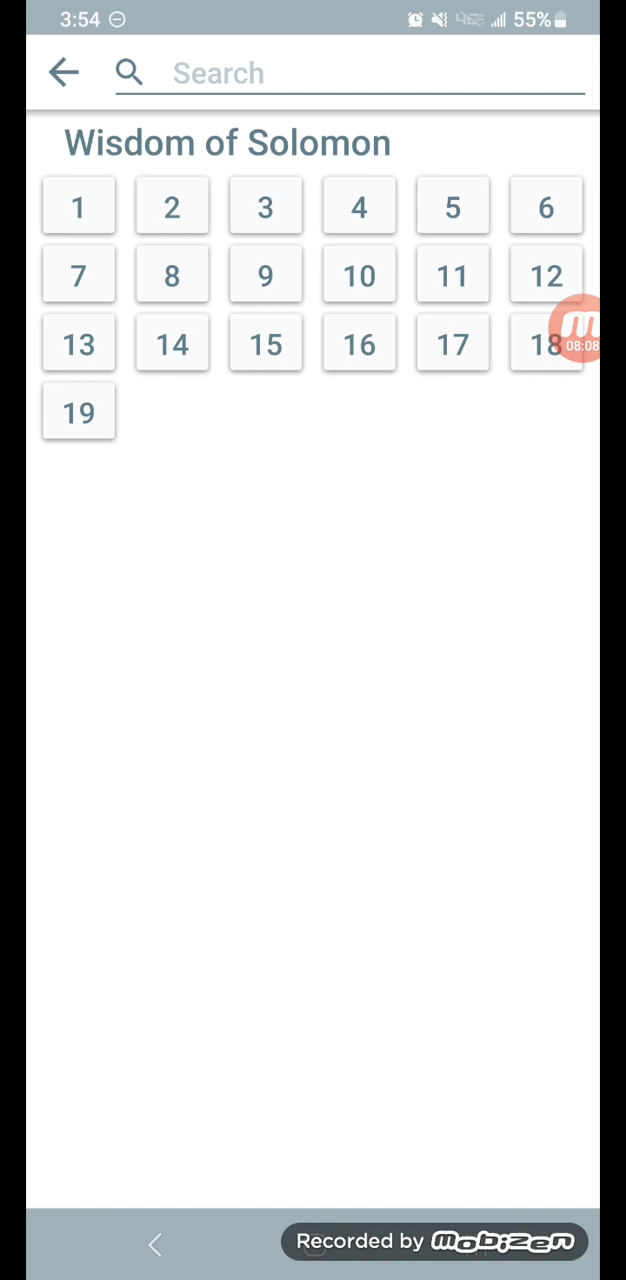 3:54 55%
Search
Wisdom of Solomon
1 2 3 4 5 6
7 8 9 10 11 12
13 14 15 16 17 18
08:08
19
Recorded by mobizen